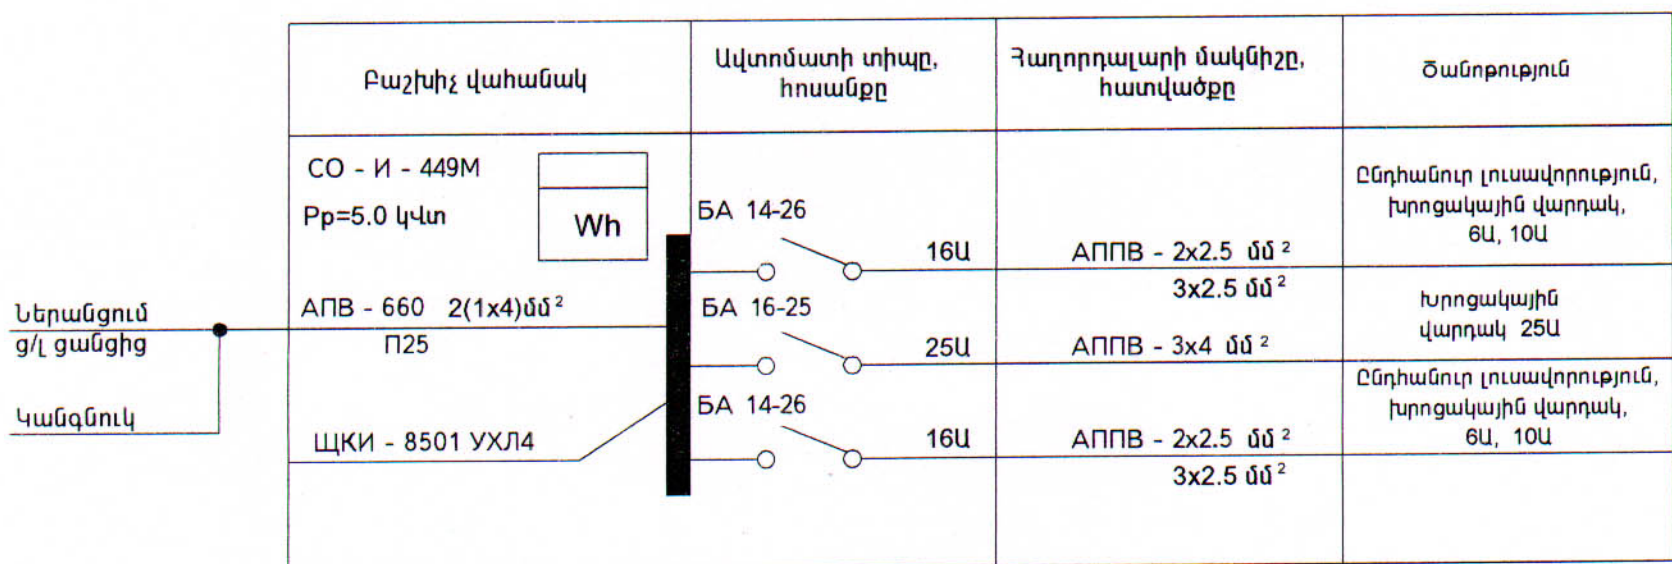 Բաշխիչ վահանակ
Ավտոմատի տիպը,
հոսանքը
Հաղորդալարի մակնիշը,
հատվածքը
Ծանոթություն
СО - И - 449М
Рр=5.0 կՎտ
Wh
БА 14-26
16Ա
АППВ - 2x2.5 մմ²
3x2.5 մմ²
Ընդհանուր լուսավորություն,
խրոցակային վարդակ,
6Ա, 10Ա
Ներանցում
ց/լ ցանցից
АПВ - 660 2(1x4)մմ²
П25
БА 16-25
25Ա
АППВ - 3x4 մմ²
Խրոցակային
վարդակ 25Ա
Կանգնուկ
ЩКИ - 8501 УХЛ4
БА 14-26
16Ա
АППВ - 2x2.5 մմ²
3x2.5 մմ²
Ընդհանուր լուսավորություն,
խրոցակային վարդակ,
6Ա, 10Ա